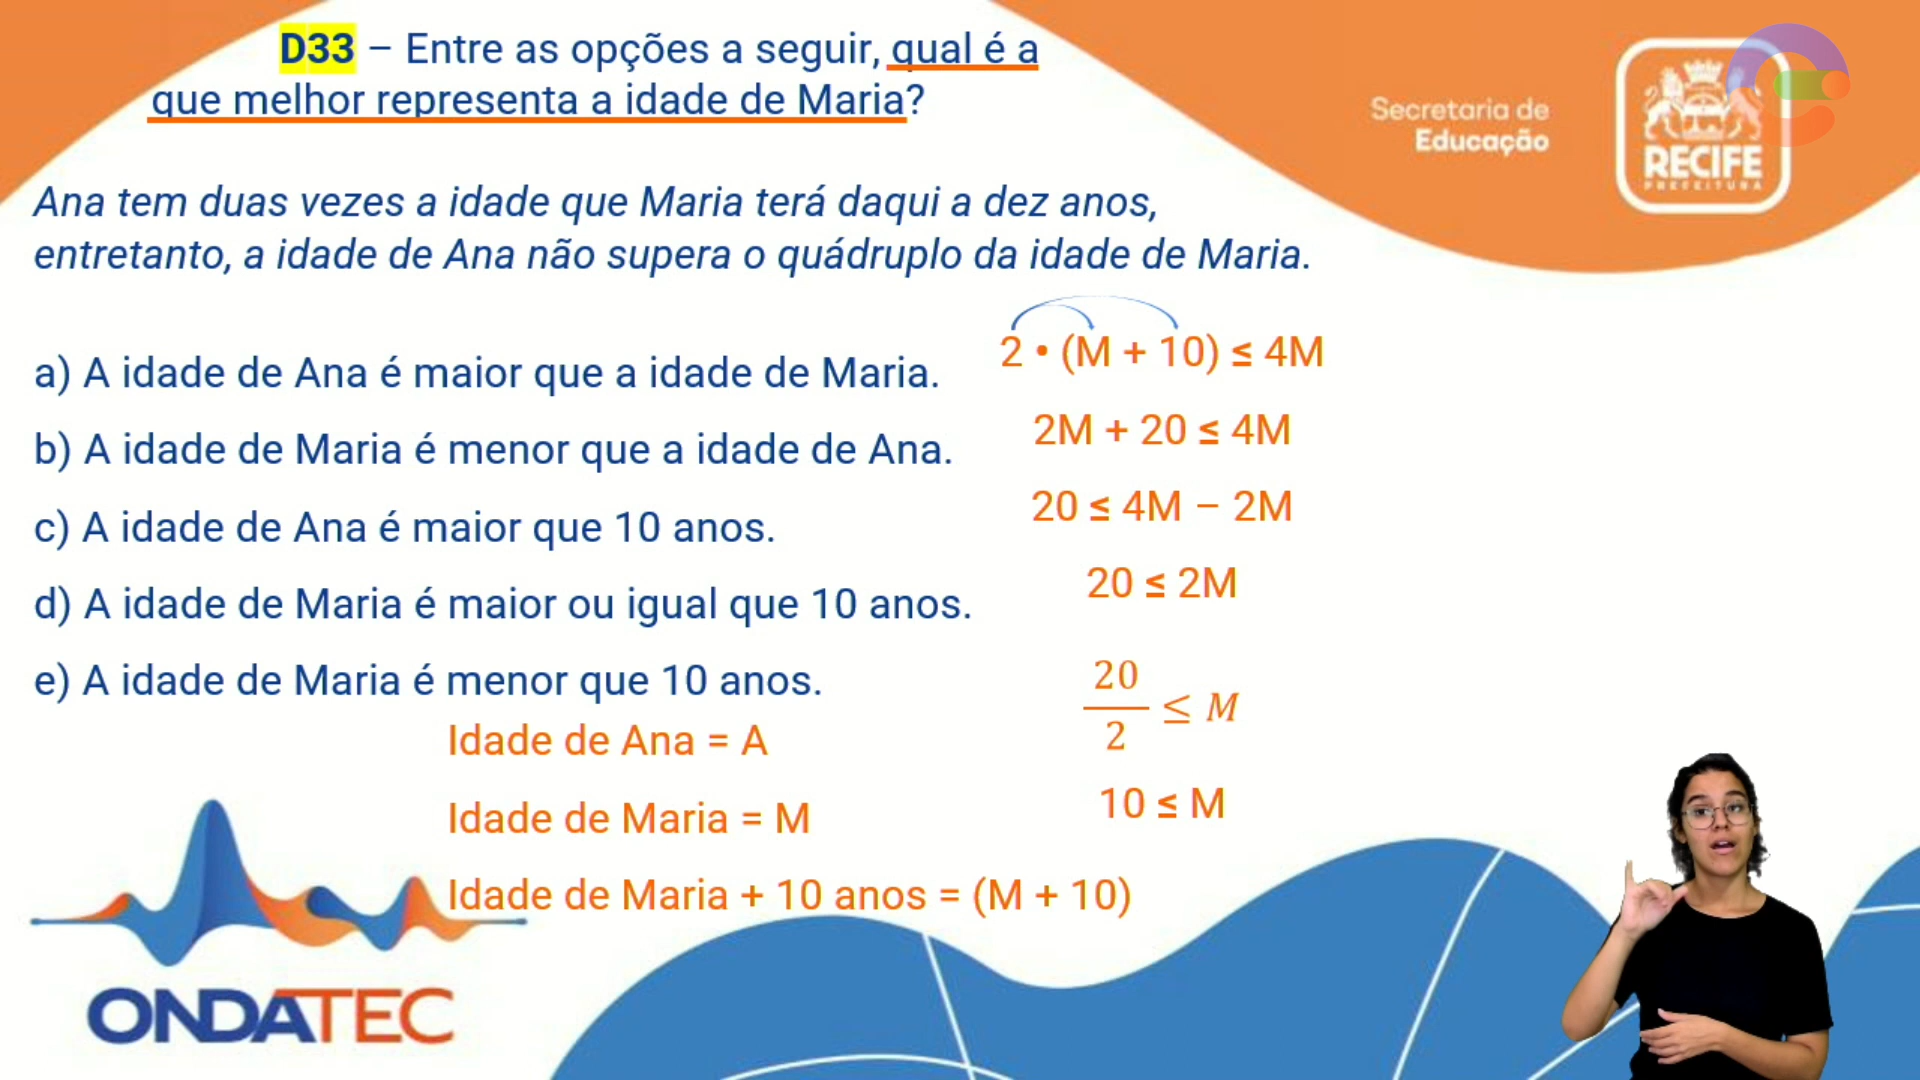 D33 – Entre as opções a seguir, qual é a
que melhor representa a idade de Maria?
Secretaria de
Educação
RECIFE
PREFEITURA
Ana tem duas vezes a idade que Maria terá daqui a dez anos,
entretanto, a idade de Ana não supera o quádruplo da idade de Maria.
a) A idade de Ana é maior que a idade de Maria.
b) A idade de Maria é menor que a idade de Ana.
c) A idade de Ana é maior que 10 anos.
d) A idade de Maria é maior ou igual que 10 anos.
e) A idade de Maria é menor que 10 anos.
2 • (M + 10) ≤ 4M
2M + 20 ≤ 4M
20 ≤ 4M – 2M
20 ≤ 2M
20
2
≤ M
10 ≤ M
Idade de Ana = A
Idade de Maria = M
Idade de Maria + 10 anos = (M + 10)
ONDATEC